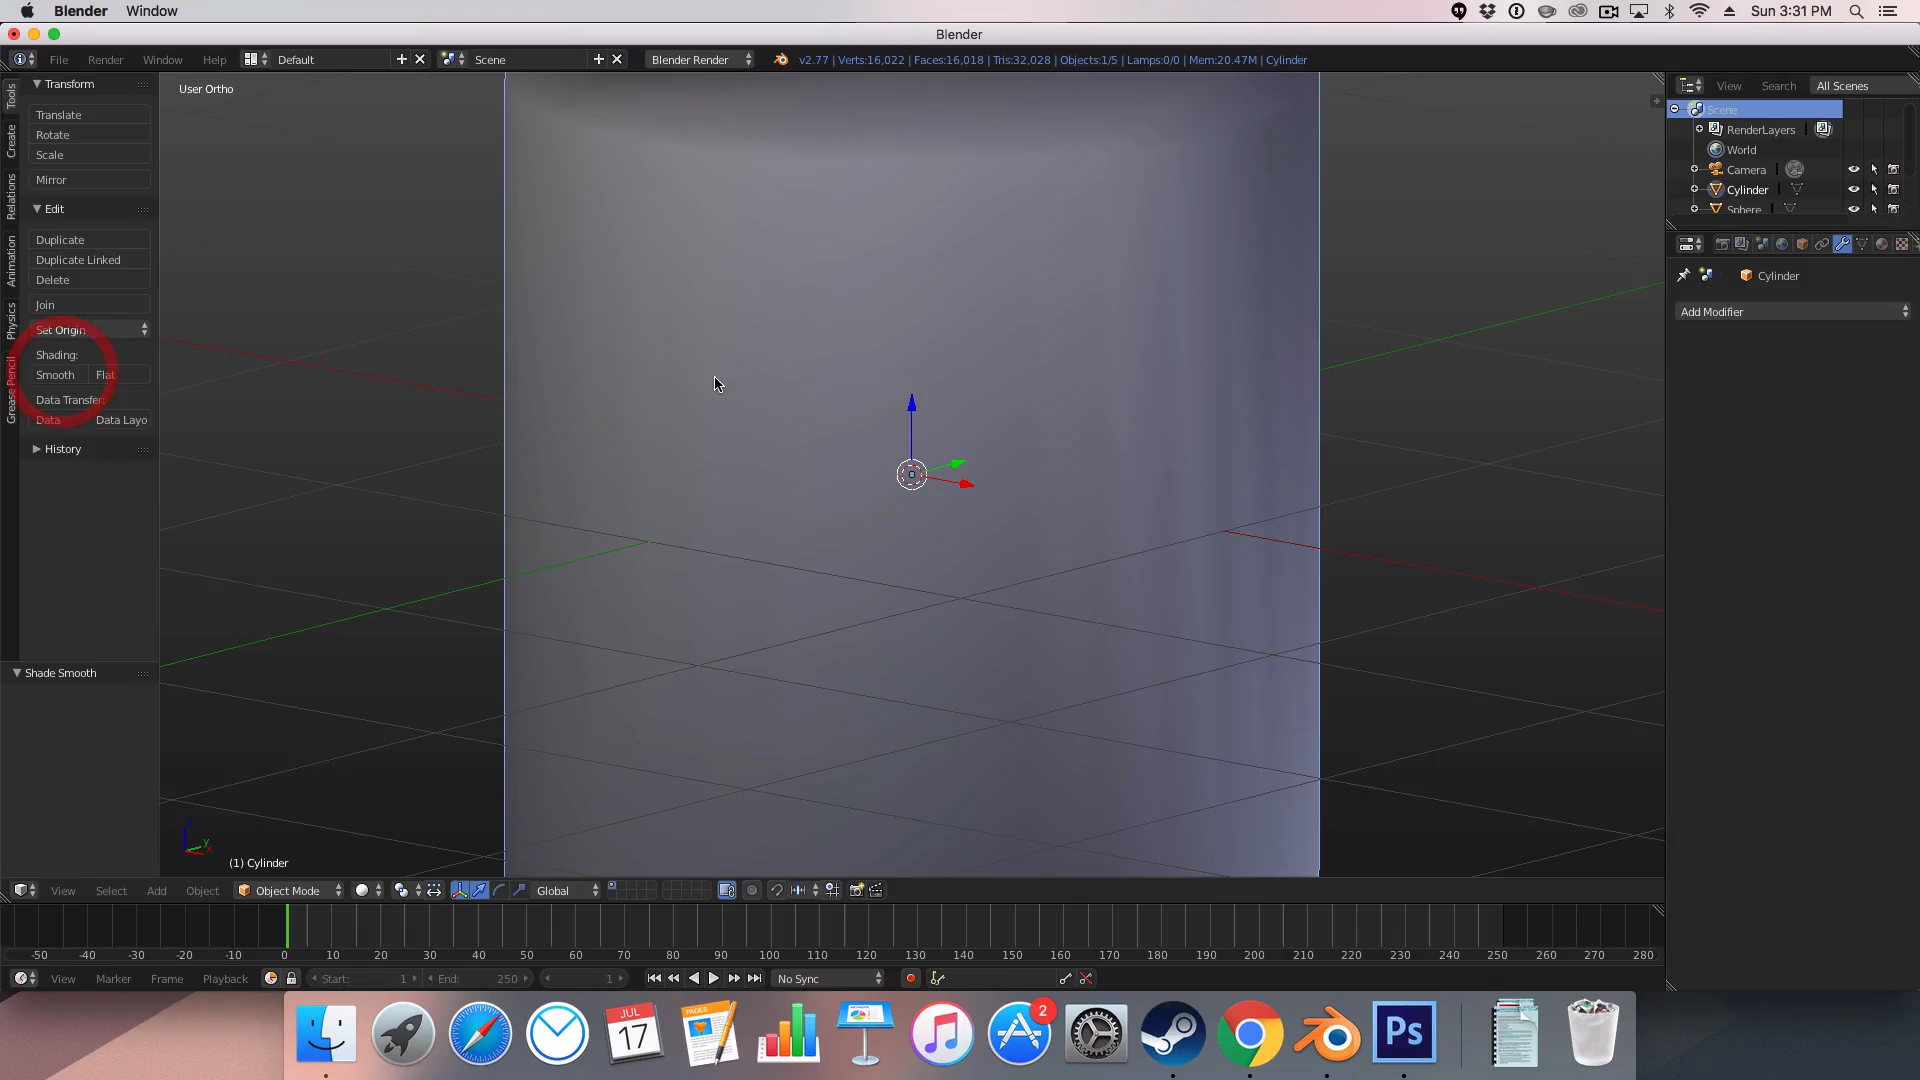 Blender Window Sun 3:31 PM
Blender
File Render Window Help Default Scene Blender Render v2.77 | Verts:16,022 | Faces:16,018 | Tris:32,028 | Objects:1/5 | Lamps:0/0 | Mem:20.47M | Cylinder
Tools
Create
Relations
Animation
Physics
Grease Pencil
Transform
Translate
Rotate
Scale
Mirror
Edit
Duplicate
Duplicate Linked
Delete
Join
Set Origin
Shading:
Smooth Flat
Data Transfer:
Data Data Layo
History
Shade Smooth
User Ortho
z
y
(1) Cylinder
View Search All Scenes
Scene
RenderLayers
World
Camera
Cylinder
Sphere
Cylinder
Add Modifier
View Select Add Object Object Mode Global
-50 -40 -30 -20 -10 0 10 20 30 40 50 60 70 80 90 100 110 120 130 140 150 160 170 180 190 200 210 220 230 240 250 260 270 280
View Marker Frame Playback Start: 1 End: 250 1 No Sync
JUL
17
PAGES
KEYNOTE
2
Ps